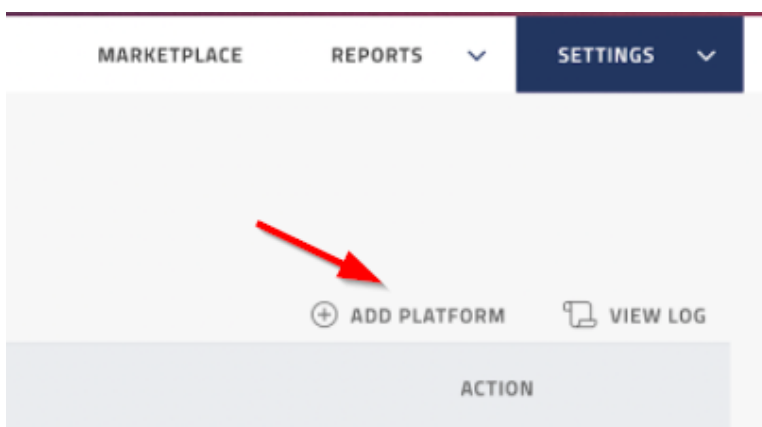 MARKETPLACE REPORTS SETTINGS
ADD PLATFORM VIEW LOG
ACTION